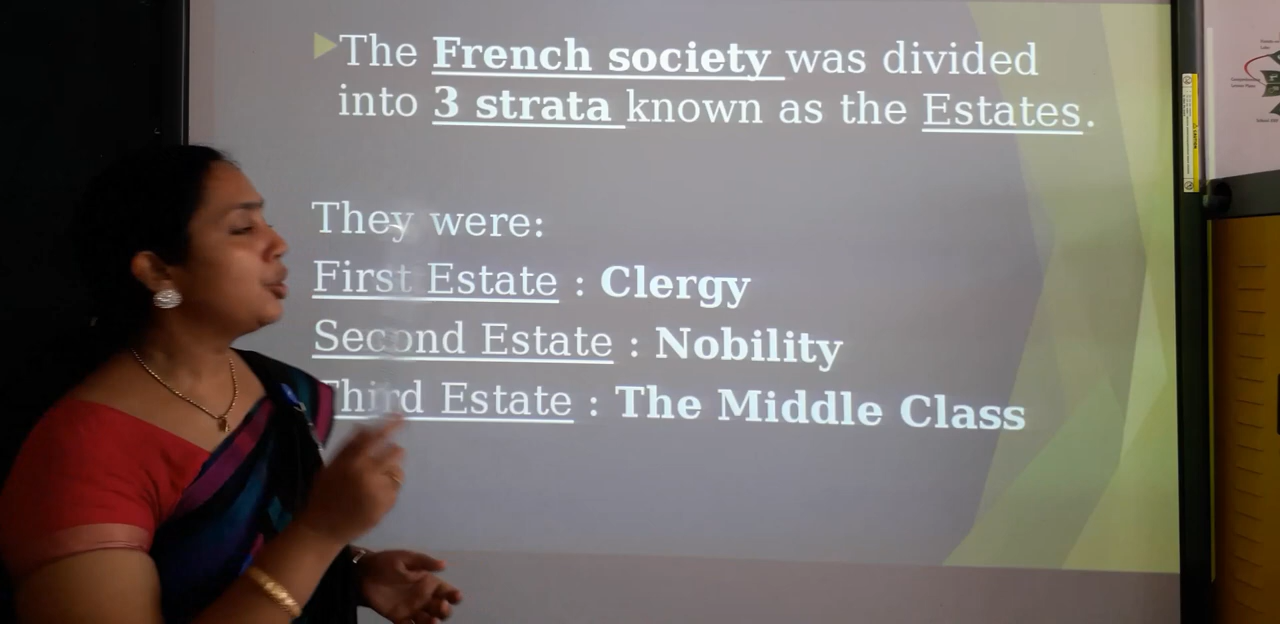 The French society was divided
into 3 strata known as the Estates.
They were:
First Estate : Clergy
Second Estate : Nobility
Third Estate : The Middle Class